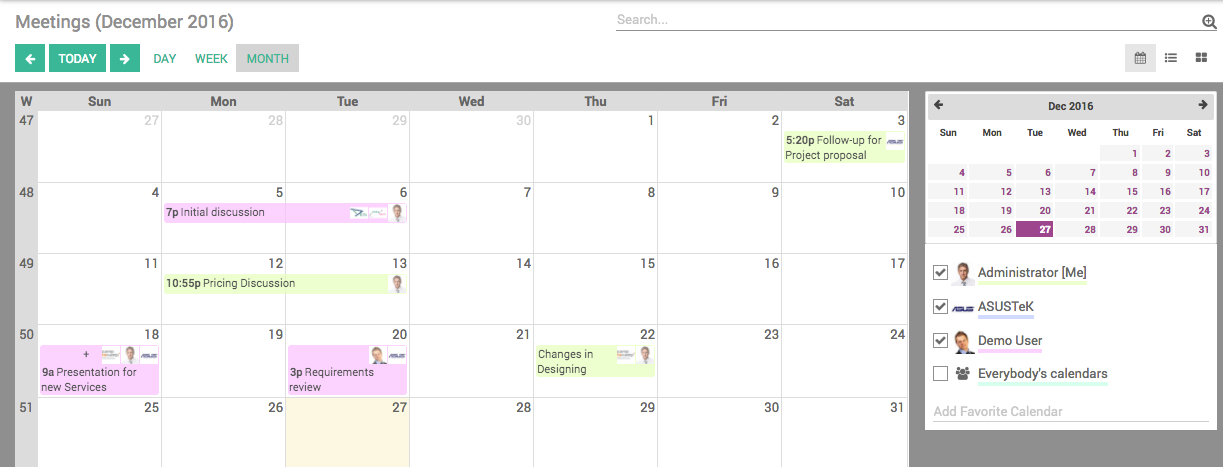 Meetings (December 2016)
Search...
TODAY DAY WEEK MONTH
W Sun Mon Tue Wed Thu Fri Sat
47 27 28 29 30 1 2 3
5:20p Follow-up for
Project proposal
ASUS
48 4 5 6 7 8 9 10
7p Initial discussion
49 11 12 13 14 15 16 17
10:55p Pricing Discussion
50 18 19 20 21 22 23 24
+ ASUS
9a Presentation for
new Services
ASUS
3p Requirements
review
Changes in
Designing
51 25 26 27 28 29 30 31
Dec 2016
Sun Mon Tue Wed Thu Fri Sat
1 2 3
4 5 6 7 8 9 10
11 12 13 14 15 16 17
18 19 20 21 22 23 24
25 26 27 28 29 30 31
Administrator [Me]
ASUS ASUSTeK
Demo User
Everybody's calendars
Add Favorite Calendar